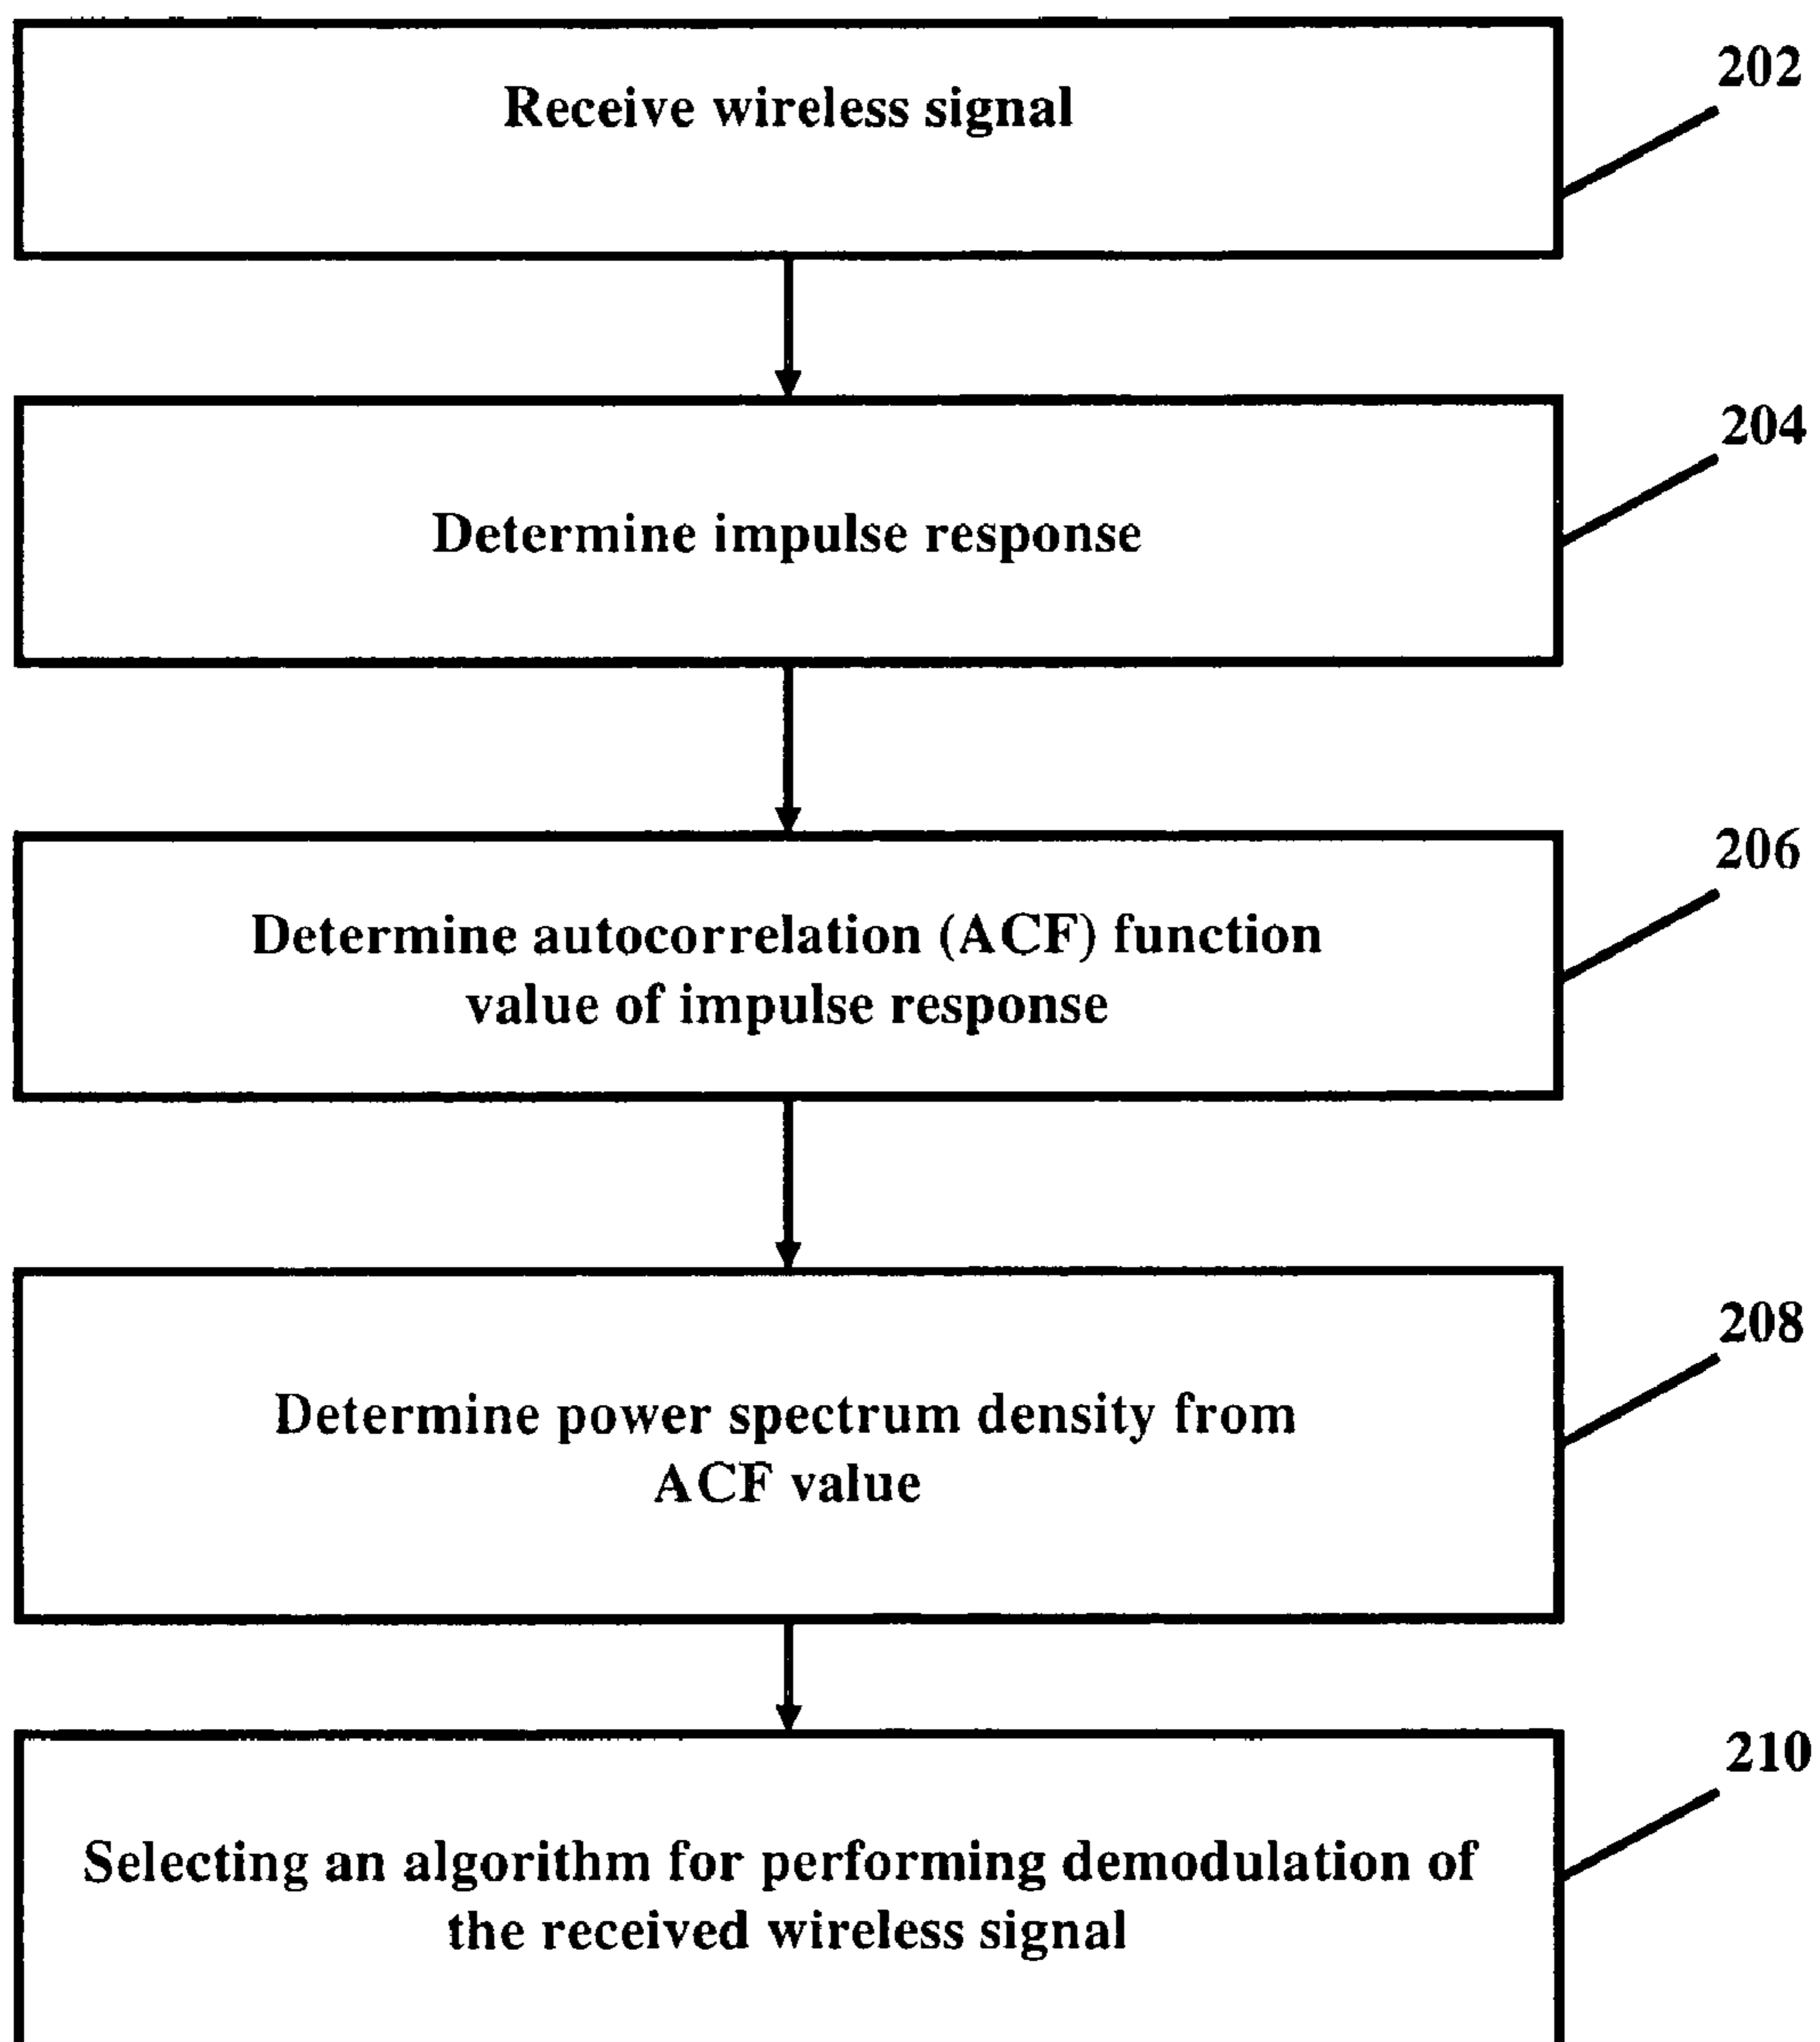 Receive wireless signal
202
Determine impulse response
204
Determine autocorrelation (ACF) function
value of impulse response
206
Determine power spectrum density from
ACF value
208
Selecting an algorithm for performing demodulation of
the received wireless signal
210